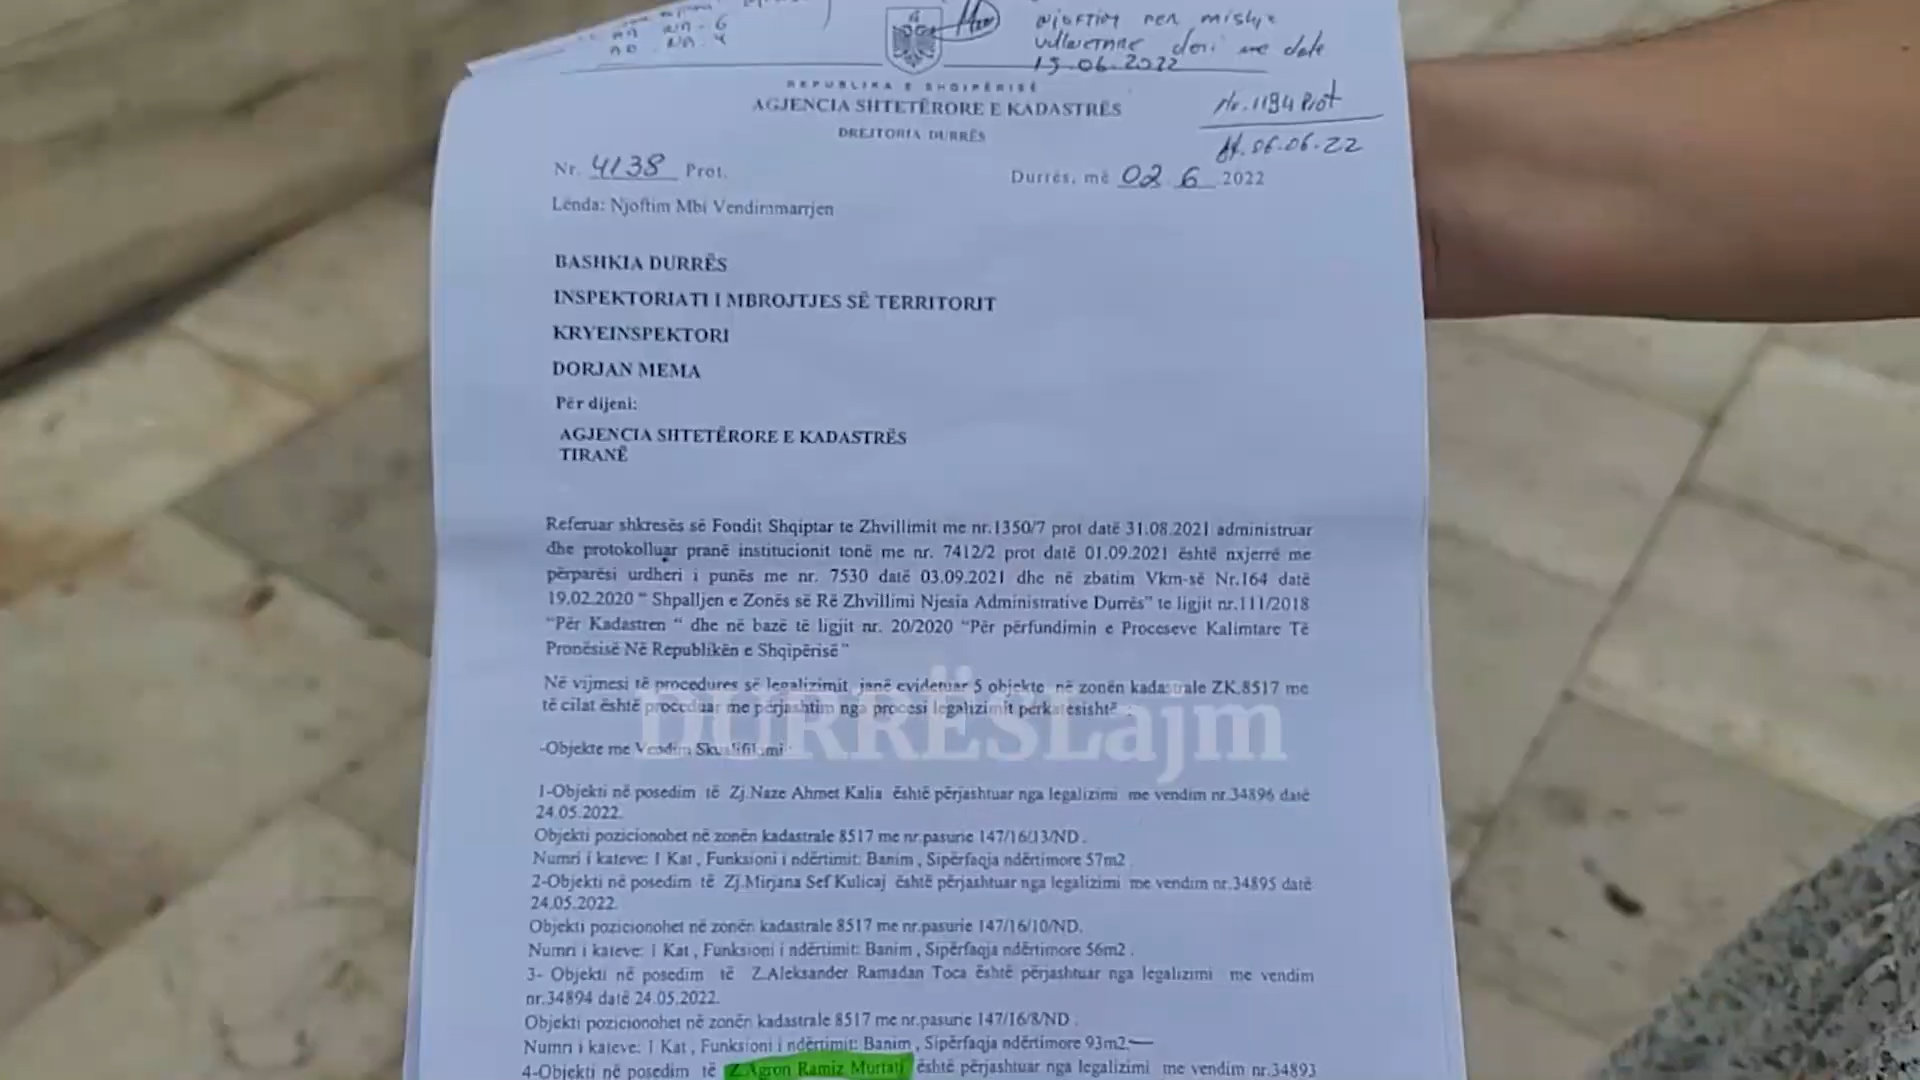 NA - 6
NA - 4
njoftim per mistje
vullnetare deri me date
15.06.2022
REPUBLIKA E SHQIPËRISË
AGJENCIA SHTETËRORE E KADASTRËS
DREJTORIA DURRËS
Nr. 1194 Prot
dt. 06.06.22
Nr. 4138 Prot.
Durrës, më 02 6 2022
Lënda: Njoftim Mbi Vendimmarrjen
BASHKIA DURRËS
INSPEKTORIATI I MBROJTJES SË TERRITORIT
KRYEINSPEKTORI
DORJAN MEMA
Për dijeni:
AGJENCIA SHTETËRORE E KADASTRËS
TIRANË
Referuar shkresës së Fondit Shqiptar te Zhvillimit me nr.1350/7 prot datë 31.08.2021 administruar
dhe protokolluar pranë institucionit tonë me nr. 7412/2 prot datë 01.09.2021 është nxjerrë me
përparësi urdheri i punës me nr. 7530 datë 03.09.2021 dhe në zbatim Vkm-së Nr.164 datë
19.02.2020 " Shpalljen e Zonës së Rë Zhvillimi Njesia Administrative Durrës" te ligjit nr.111/2018
"Për Kadastren " dhe në bazë të ligjit nr. 20/2020 "Për përfundimin e Proceseve Kalimtare Të
Pronësisë Në Republikën e Shqipërisë"
Në vijmesi të procedures së legalizimit janë evidetuar 5 objekte në zonën kadastrale ZK.8517 me
të cilat është proceduar me përjashtim nga procesi legalizimit përkatësishtë :
DURRËSLajm
-Objekte me Vendim Skualifikimi
1-Objekti në posedim të Zj.Naze Ahmet Kalia është përjashtuar nga legalizimi me vendim nr.34896 datë
24.05.2022.
Objekti pozicionohet në zonën kadastrale 8517 me nr.pasurie 147/16/13/ND .
Numri i kateve: 1 Kat , Funksioni i ndërtimit: Banim , Sipërfaqja ndërtimore 57m2 .
2-Objekti në posedim të Zj.Mirjana Sef Kulicaj është përjashtuar nga legalizimi me vendim nr.34895 datë
24.05.2022.
Objekti pozicionohet në zonën kadastrale 8517 me nr.pasurie 147/16/10/ND.
Numri i kateve: 1 Kat , Funksioni i ndërtimit: Banim , Sipërfaqja ndërtimore 56m2 .
3- Objekti në posedim të Z.Aleksander Ramadan Toca është përjashtuar nga legalizimi me vendim
nr.34894 datë 24.05.2022.
Objekti pozicionohet në zonën kadastrale 8517 me nr.pasurie 147/16/8/ND .
Numri i kateve: 1 Kat , Funksioni i ndërtimit: Banim , Sipërfaqja ndërtimore 93m2.
4-Objekti në posedim të Z.Agron Ramiz Murtati është përjashtuar nga legalizimi me vendim nr.34893